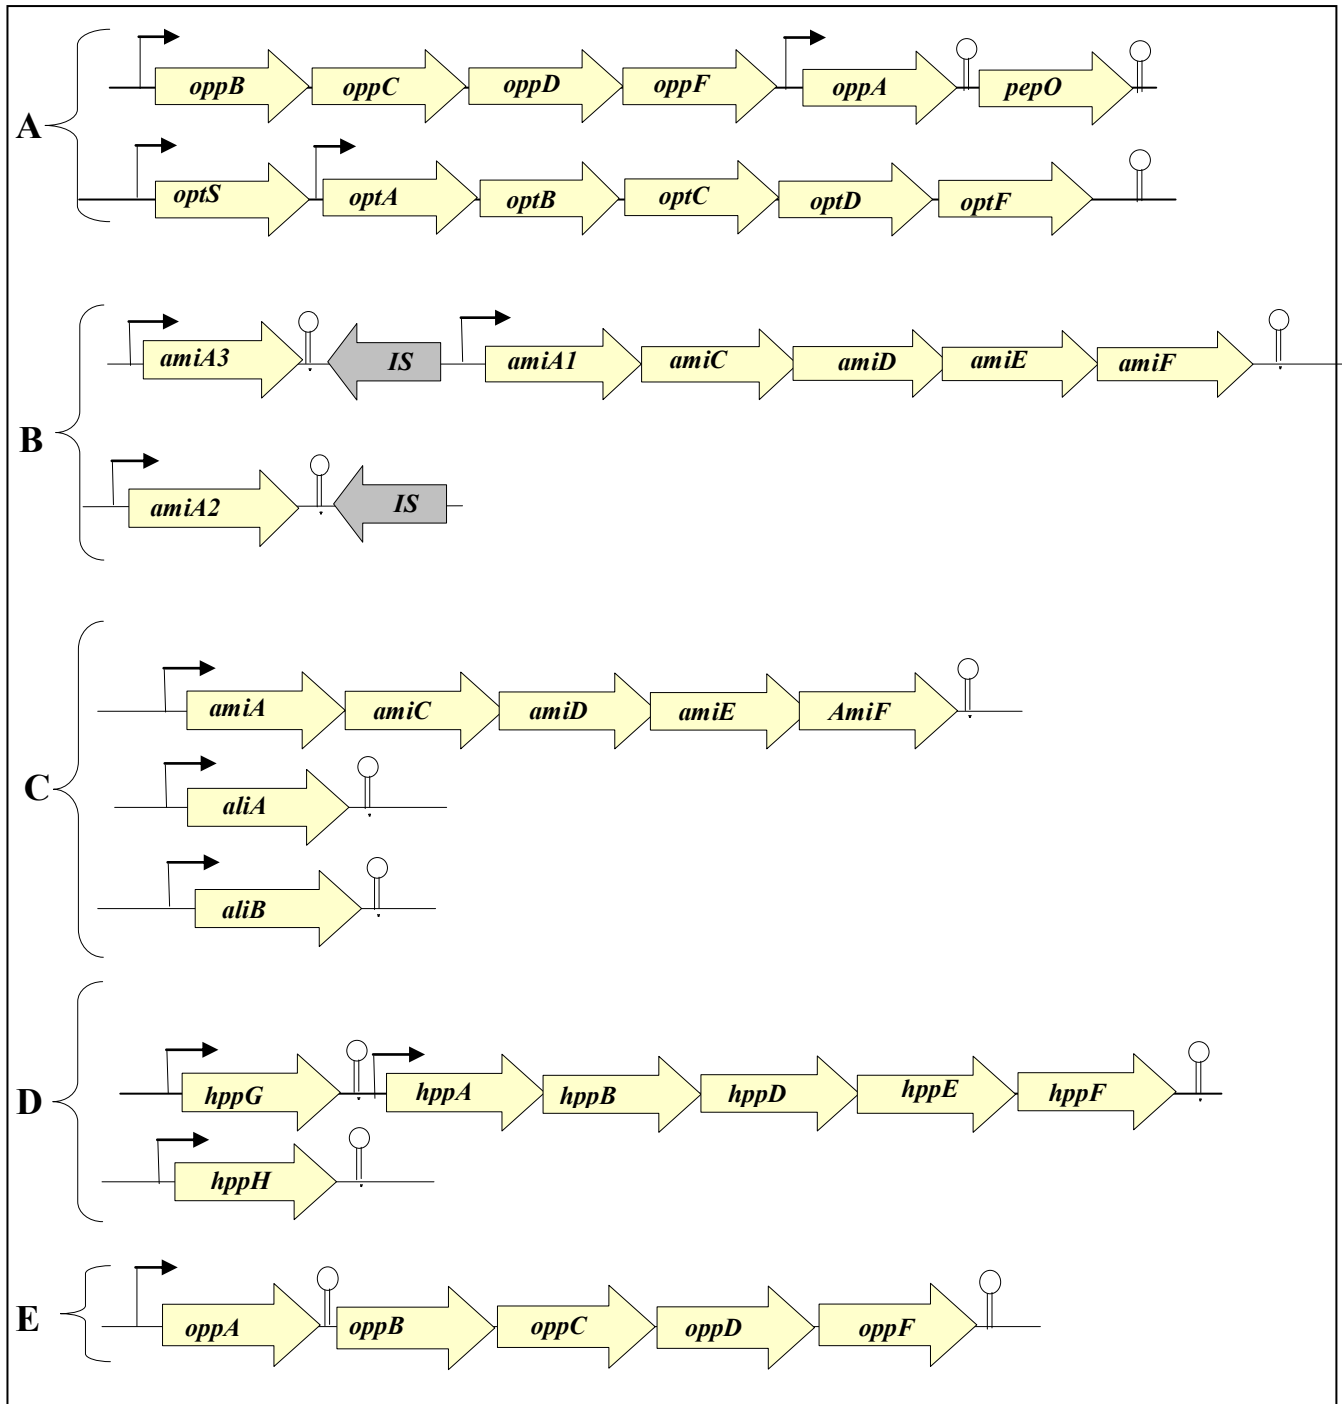 A
oppB oppC oppD oppF oppA pepO
optS optA optB optC optD optF
B
amiA3 IS amiA1 amiC amiD amiE amiF
amiA2 IS
C
amiA amiC amiD amiE AmiF
aliA
aliB
D
hppG hppA hppB hppD hppE hppF
hppH
E
oppA oppB oppC oppD oppF